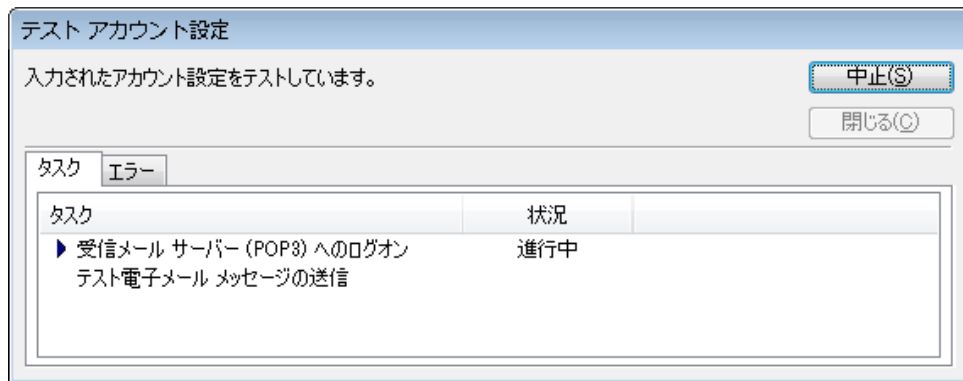 テスト アカウント設定
入力されたアカウント設定をテストしています。
中止(S)
閉じる(C)
タスク エラー
タスク 状況
受信メール サーバー (POP3) へのログオン 進行中
テスト電子メール メッセージの送信